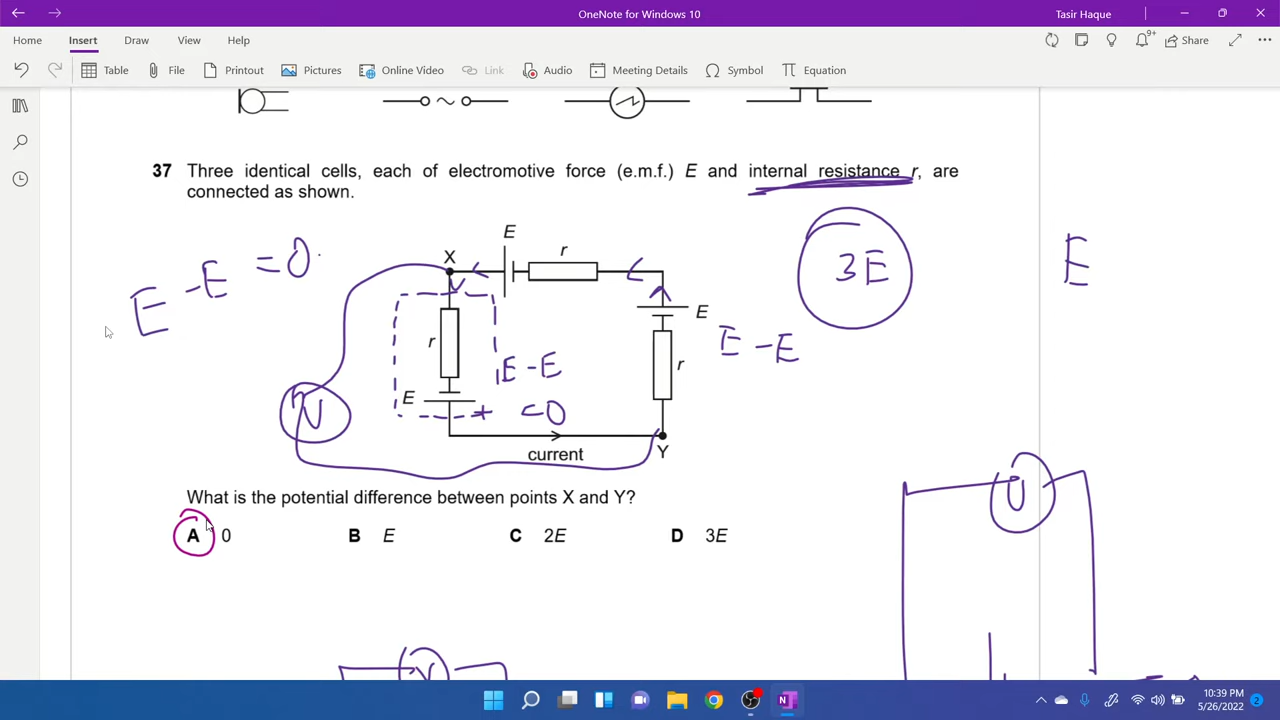 OneNote for Windows 10
Tasir Haque
Home Insert Draw View Help
9+ Share
Table File Printout Pictures Online Video Link Audio Meeting Details Symbol Equation
37 Three identical cells, each of electromotive force (e.m.f.) E and internal resistance r, are
connected as shown.
E - E = 0
3E
E
E
X
r
r
E
E
r
E - E
= 0
E - E
V
current
Y
What is the potential difference between points X and Y?
A 0 B E C 2E D 3E
V
V
10:39 PM
5/26/2022
2